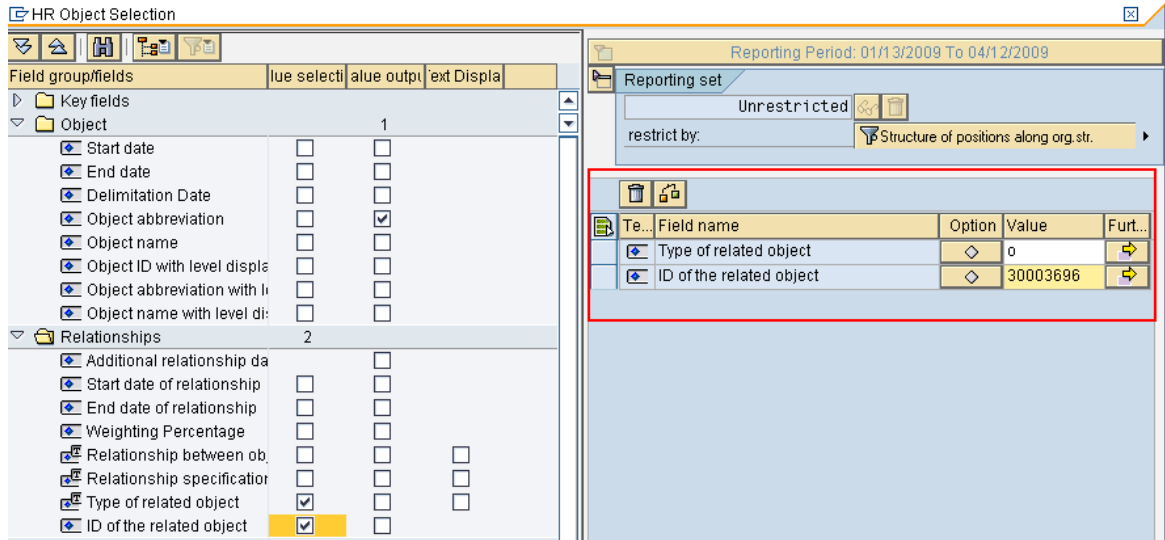 HR Object Selection
Field group/fields lue selecti alue outpu ext Displa
Key fields
Object 1
Start date
End date
Delimitation Date
Object abbreviation
Object name
Object ID with level displa
Object abbreviation with l
Object name with level di
Relationships 2
Additional relationship da
Start date of relationship
End date of relationship
Weighting Percentage
Relationship between ob
Relationship specification
Type of related object
ID of the related object
Reporting Period: 01/13/2009 To 04/12/2009
Reporting set
Unrestricted
restrict by: Structure of positions along org.str.
Te... Field name Option Value Furt...
Type of related object o
ID of the related object 30003696